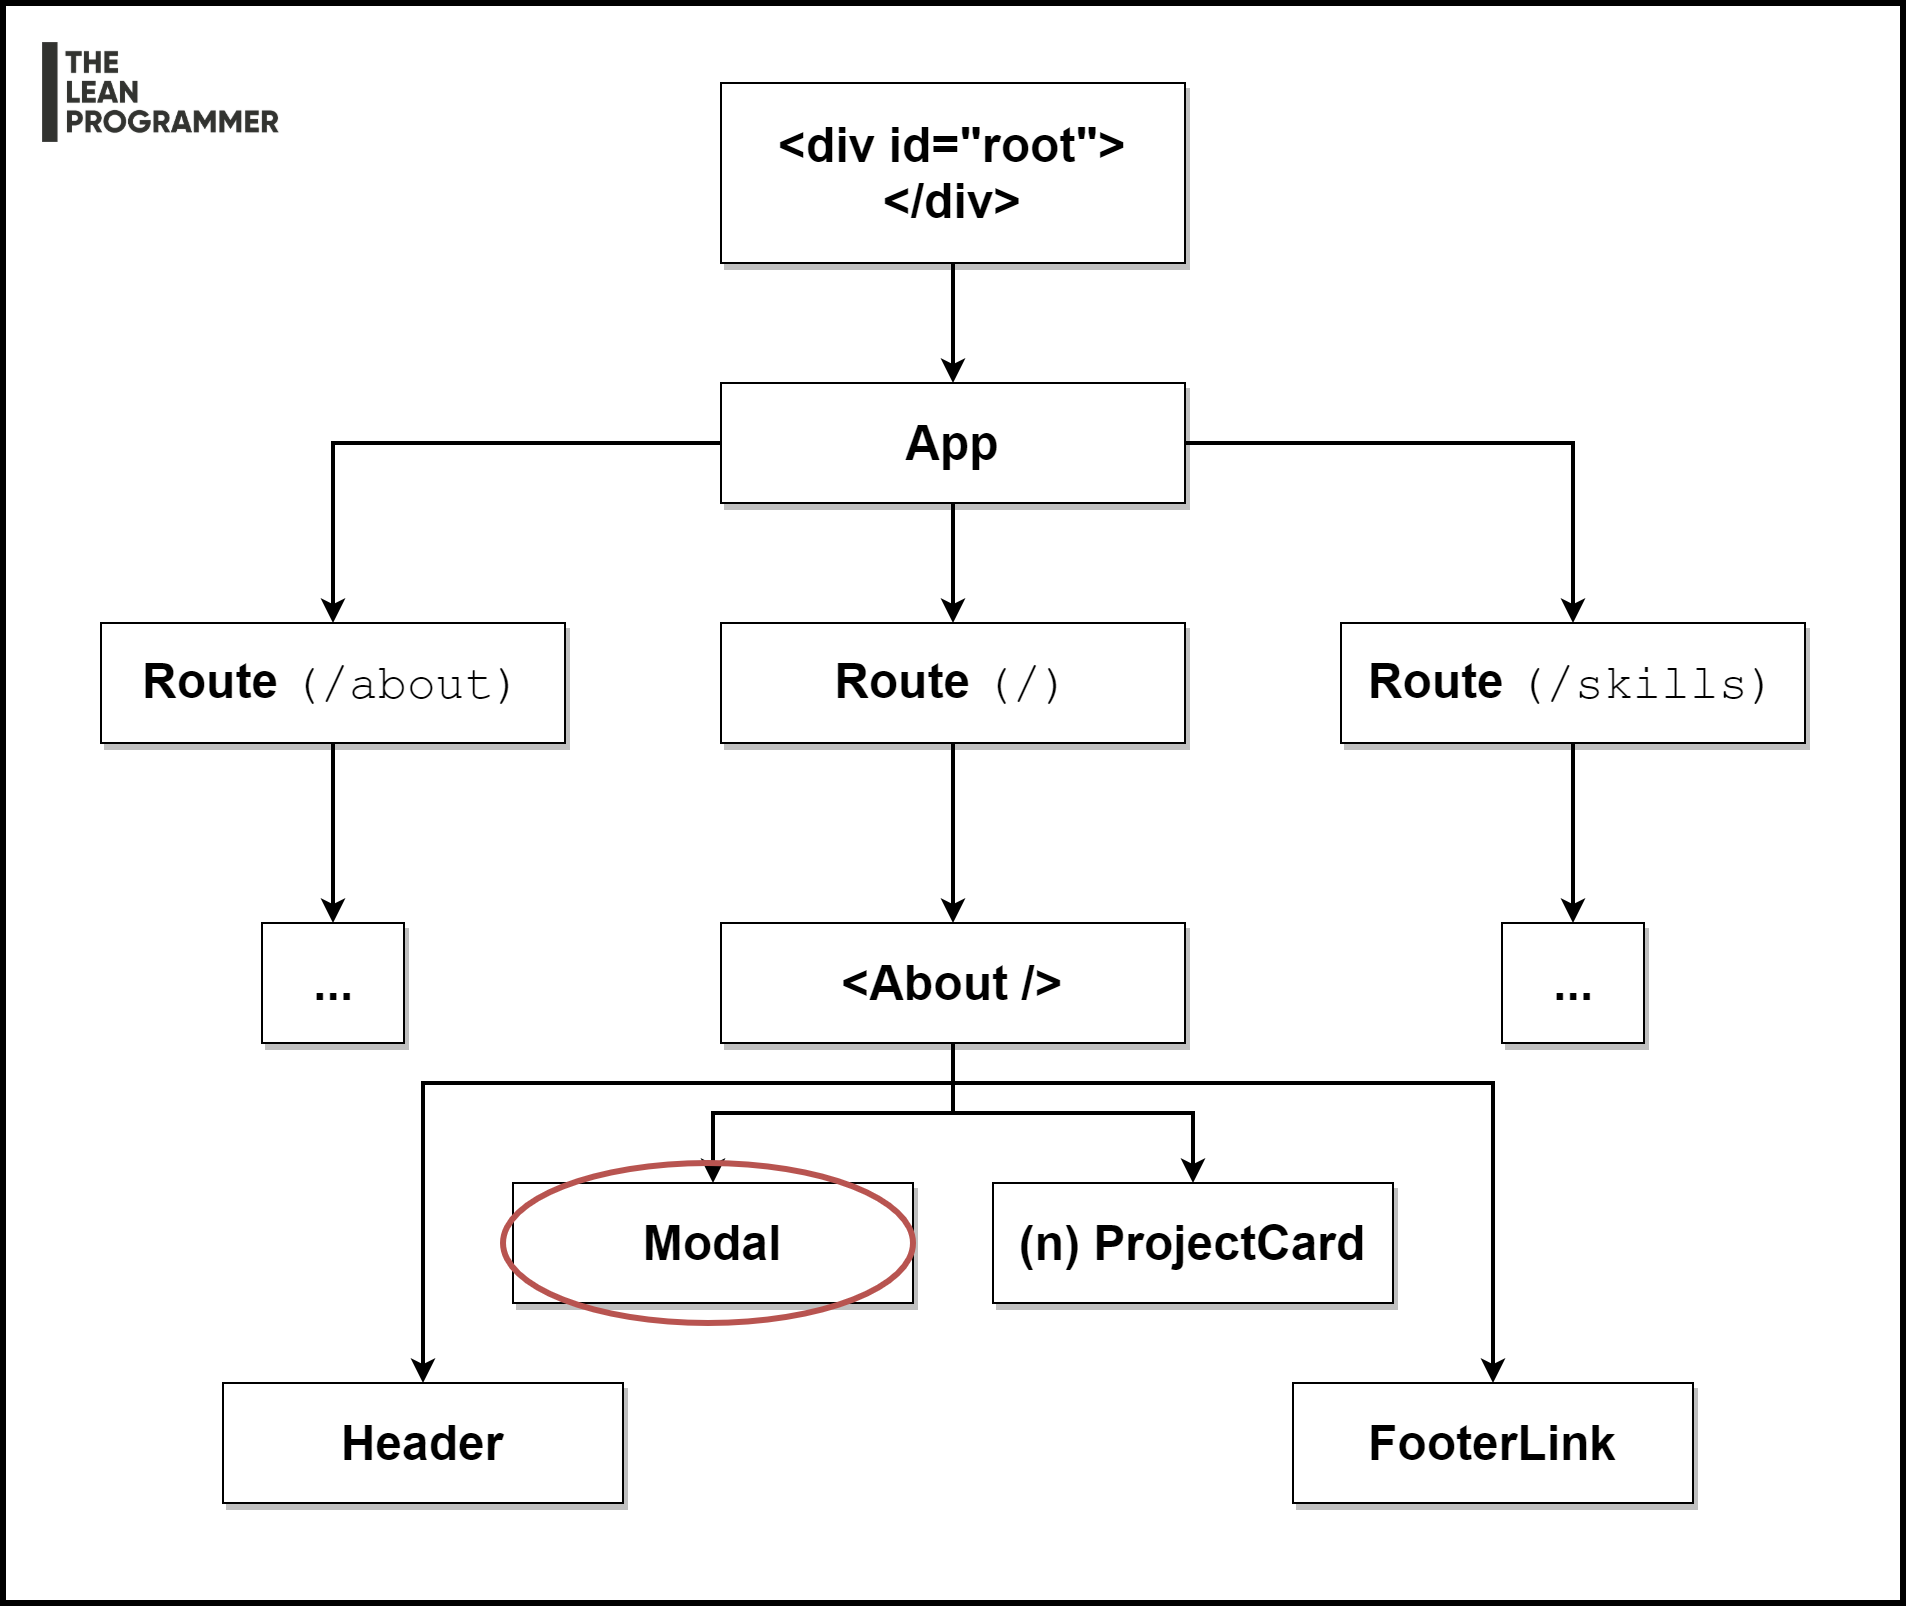 THE
LEAN
PROGRAMMER
<div id="root">
</div>
App
Route (/about)
Route (/)
Route (/skills)
...
<About />
...
Modal
(n) ProjectCard
Header
FooterLink